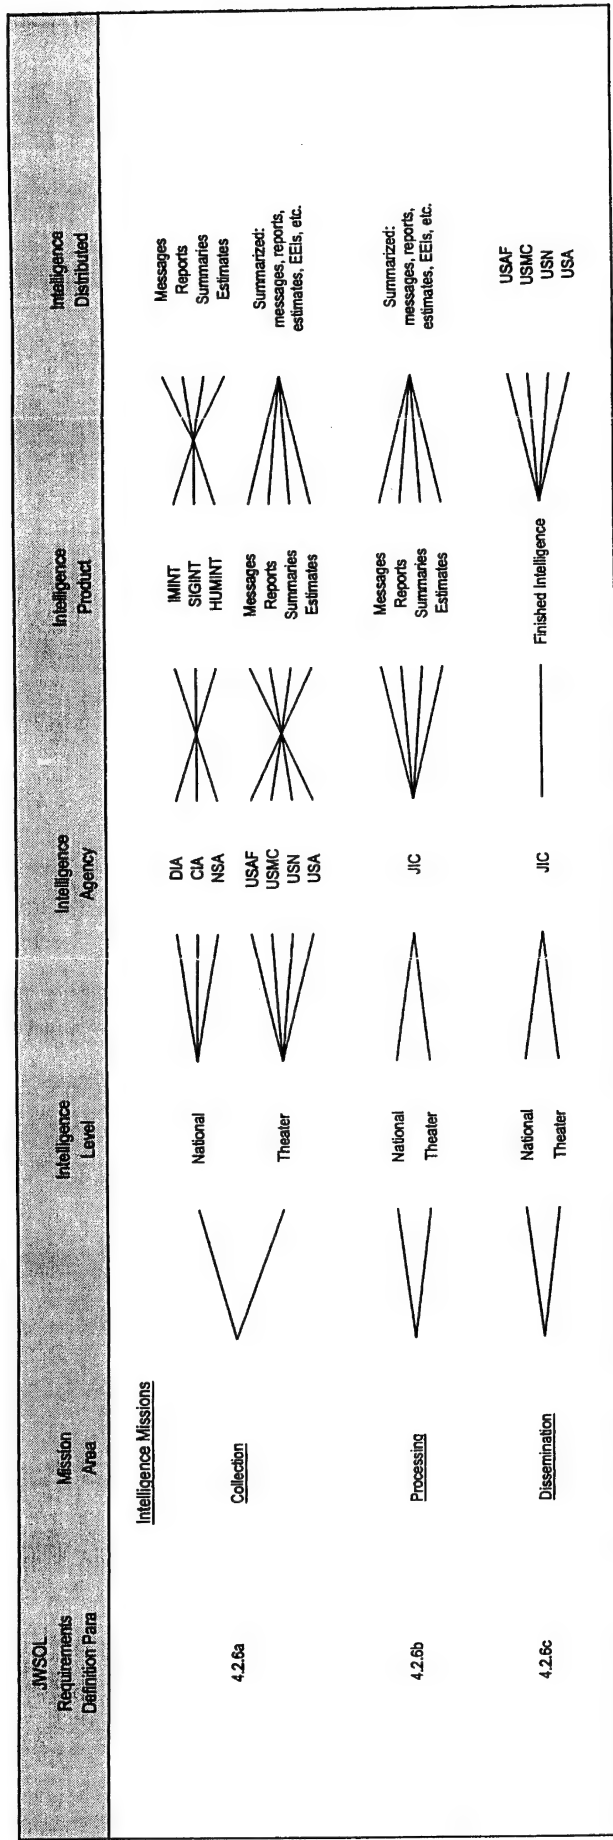 JWSOL
Requirements
Definition Para
Mission
Area
Intelligence
Level
Intelligence
Agency
Intelligence
Product
Intelligence
Distributed
Intelligence Missions
4.2.6a
Collection
National
DIA
CIA
NSA
IMINT
SIGINT
HUMINT
Messages
Reports
Summaries
Estimates
Theater
USAF
USMC
USN
USA
Messages
Reports
Summaries
Estimates
Summarized:
messages, reports,
estimates, EEIs, etc.
4.2.6b
Processing
National
Theater
JIC
Messages
Reports
Summaries
Estimates
Summarized:
messages, reports,
estimates, EEIs, etc.
4.2.6c
Dissemination
National
Theater
JIC
Finished Intelligence
USAF
USMC
USN
USA